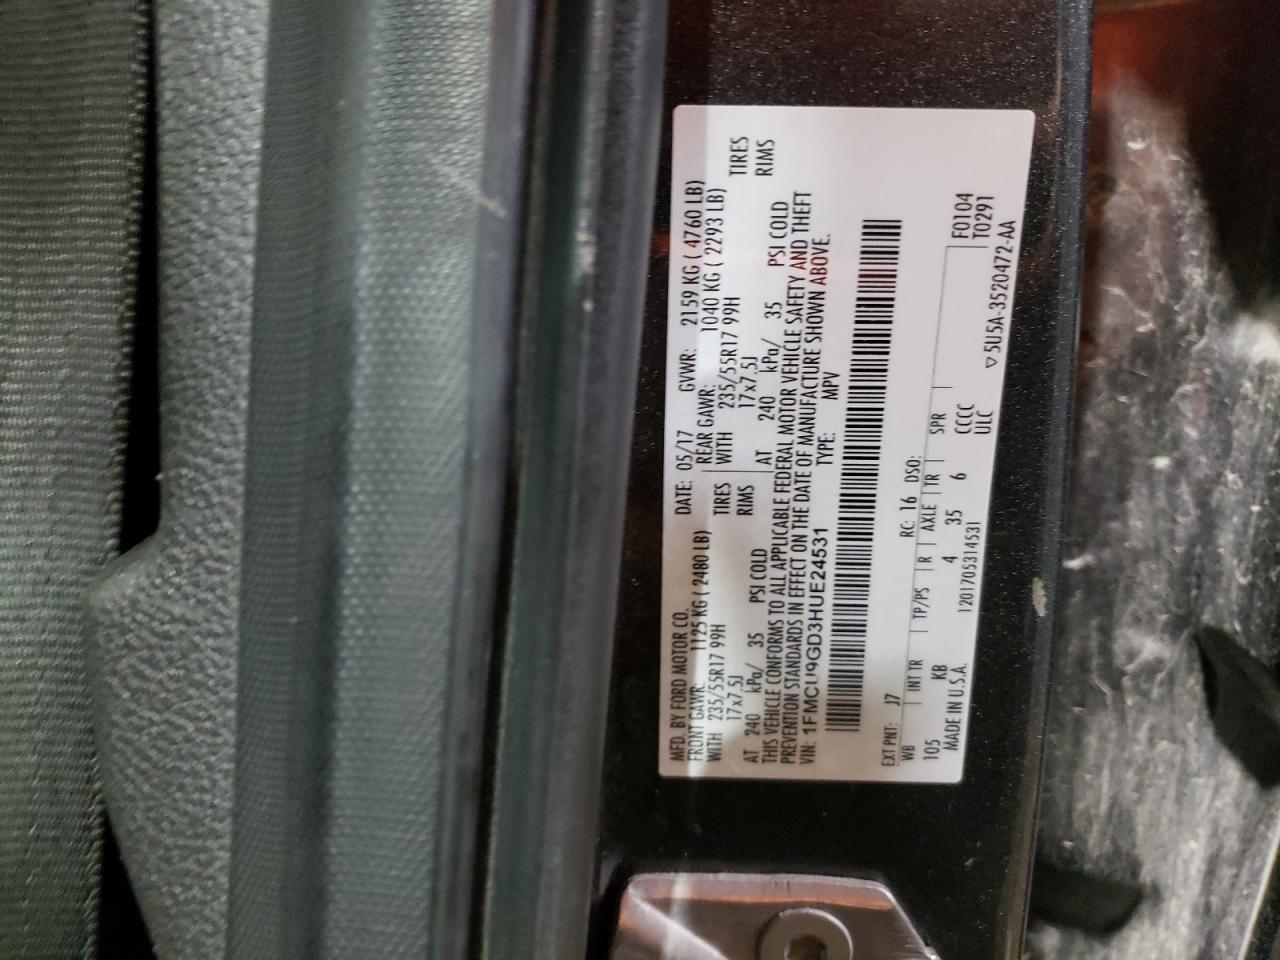 MFD. BY FORD MOTOR CO. DATE: 05/17 GVWR: 2159 KG ( 4760 LB)
FRONT GAWR: 1125 KG ( 2480 LB) REAR GAWR: 1040 KG ( 2293 LB)
WITH 235/55R17 99H TIRES WITH 235/55R17 99H TIRES
17x7.5J RIMS 17x7.5J RIMS
AT 240 kPa/ 35 PSI COLD AT 240 kPa/ 35 PSI COLD
THIS VEHICLE CONFORMS TO ALL APPLICABLE FEDERAL MOTOR VEHICLE SAFETY AND THEFT
PREVENTION STANDARDS IN EFFECT ON THE DATE OF MANUFACTURE SHOWN ABOVE.
VIN: 1FMCU9GD3HUE24531 TYPE: MPV
EXT PNT: J7 RC: 16 DSO:
WB INT TR TP/PS R AXLE TR SPR F0104
105 KB 4 35 6 CCCC T0291
MADE IN U.S.A. 1201705314531 ULC ▽5U5A-3520472-AA